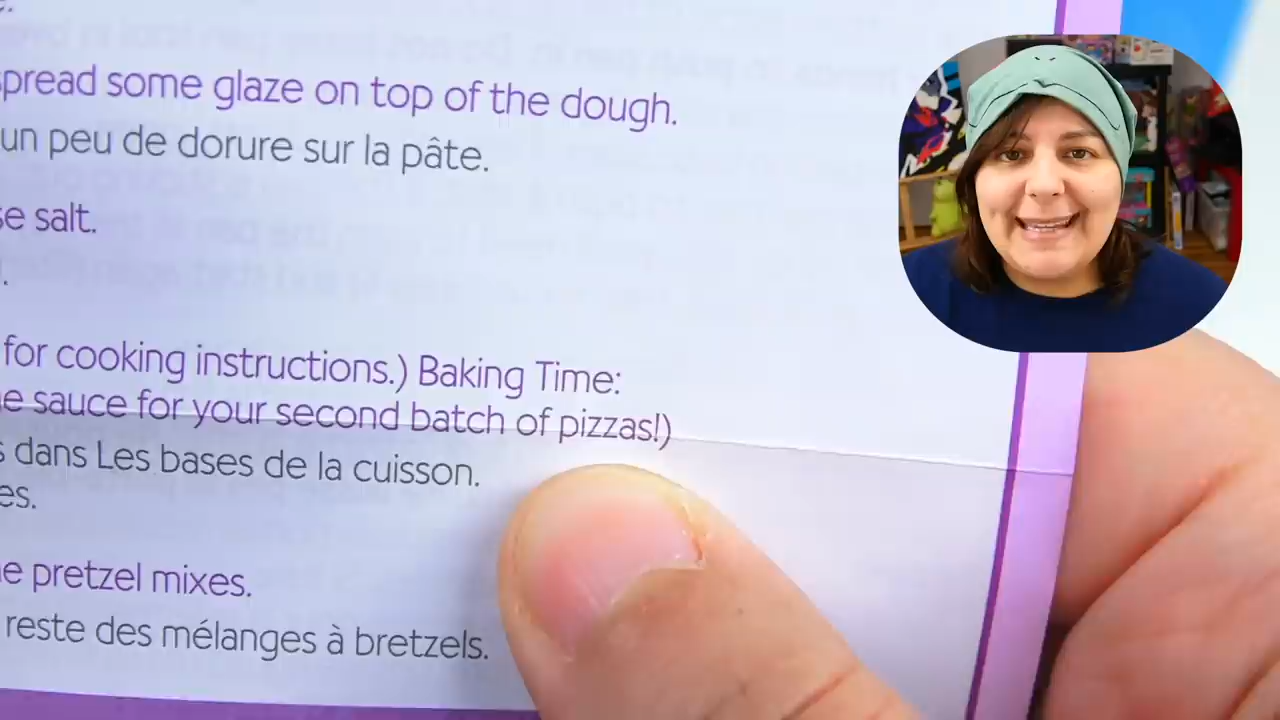 spread some glaze on top of the dough.
un peu de dorure sur la pâte.
salt.
for cooking instructions.) Baking Time:
sauce for your second batch of pizzas!)
dans Les bases de la cuisson.
pretzel mixes.
reste des mélanges à bretzels.